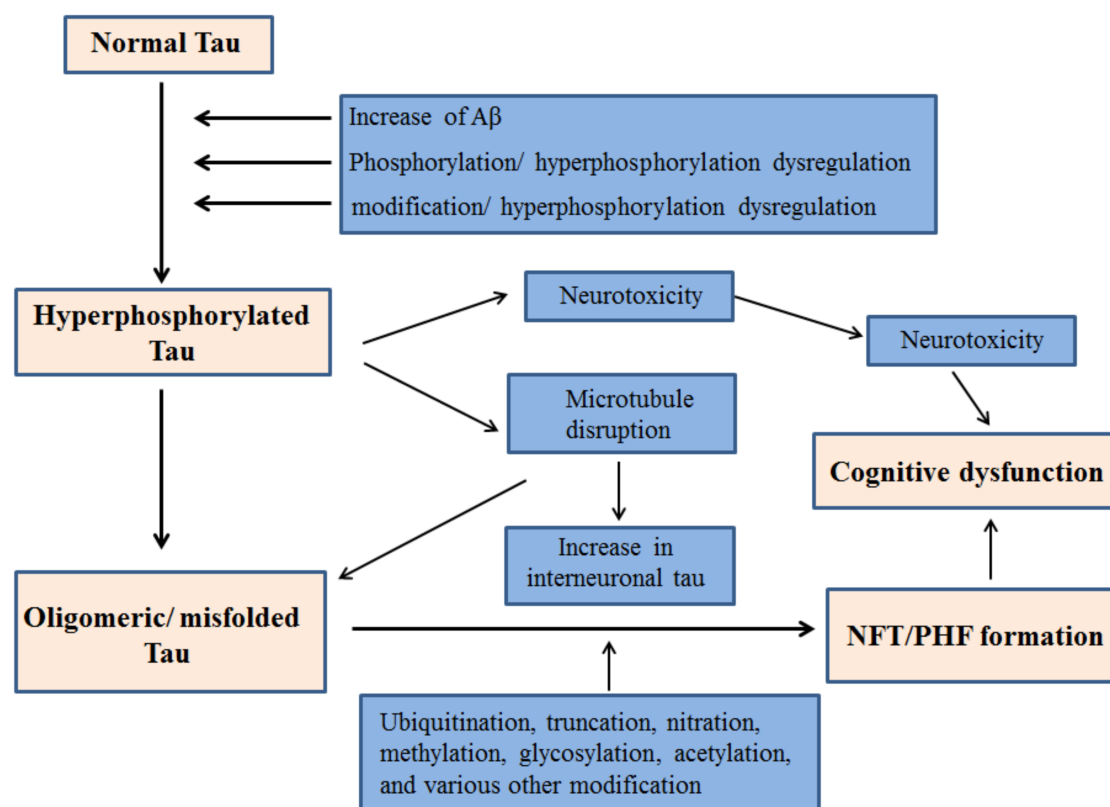 Normal Tau
Increase of Aβ
Phosphorylation/ hyperphosphorylation dysregulation
modification/ hyperphosphorylation dysregulation
Hyperphosphorylated
Tau
Neurotoxicity
Neurotoxicity
Microtubule
disruption
Cognitive dysfunction
Increase in
interneuronal tau
Oligomeric/ misfolded
Tau
NFT/PHF formation
Ubiquitination, truncation, nitration,
methylation, glycosylation, acetylation,
and various other modification